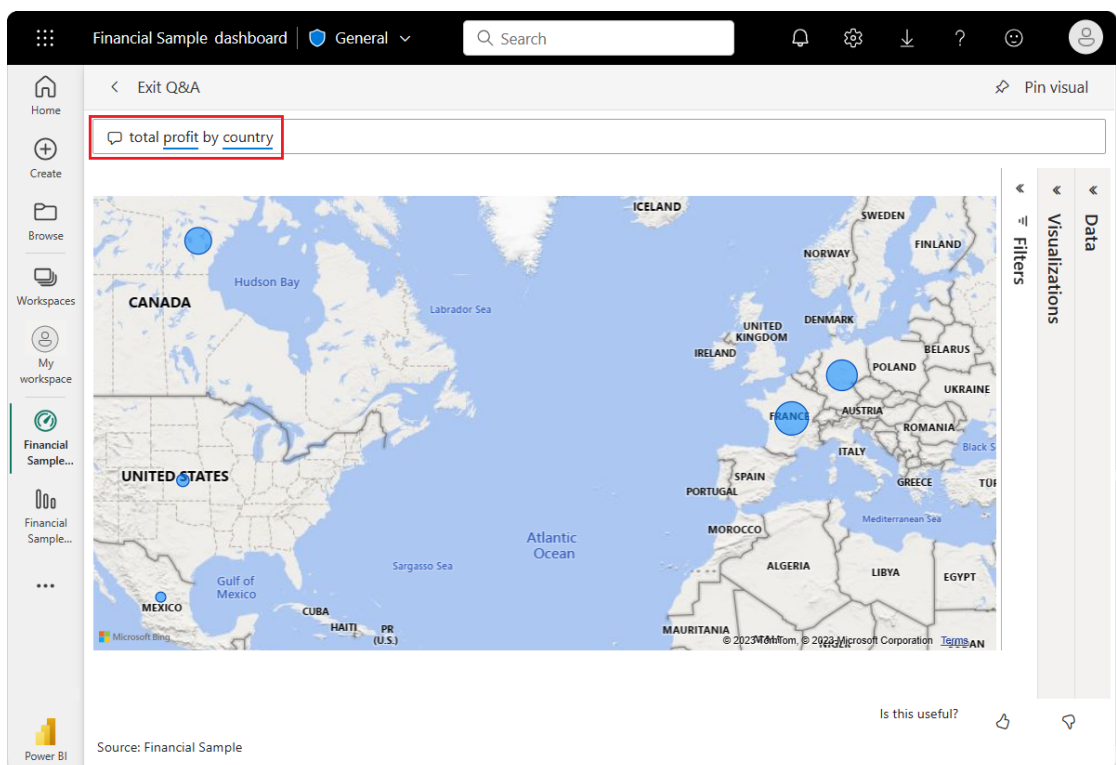 Financial Sample dashboard
General
Search
Home
Create
Browse
Workspaces
My
workspace
Financial
Sample...
Financial
Sample...
Power BI
Exit Q&A
Pin visual
total profit by country
Filters
Visualizations
Data
ICELAND
SWEDEN
FINLAND
NORWAY
Hudson Bay
CANADA
Labrador Sea
DENMARK
UNITED
KINGDOM
IRELAND
BELARUS
POLAND
UKRAINE
FRANCE
AUSTRIA
ROMANIA
ITALY
Black S
UNITED STATES
SPAIN
PORTUGAL
GREECE
TÜR
Mediterranean Sea
MOROCCO
Atlantic
Ocean
Sargasso Sea
ALGERIA
LIBYA
EGYPT
Gulf of
Mexico
MEXICO
CUBA
HAITI
PR
(U.S.)
MAURITANIA
Microsoft Bing
© 2023 TomTom, © 2023 Microsoft Corporation Terms
Is this useful?
Source: Financial Sample